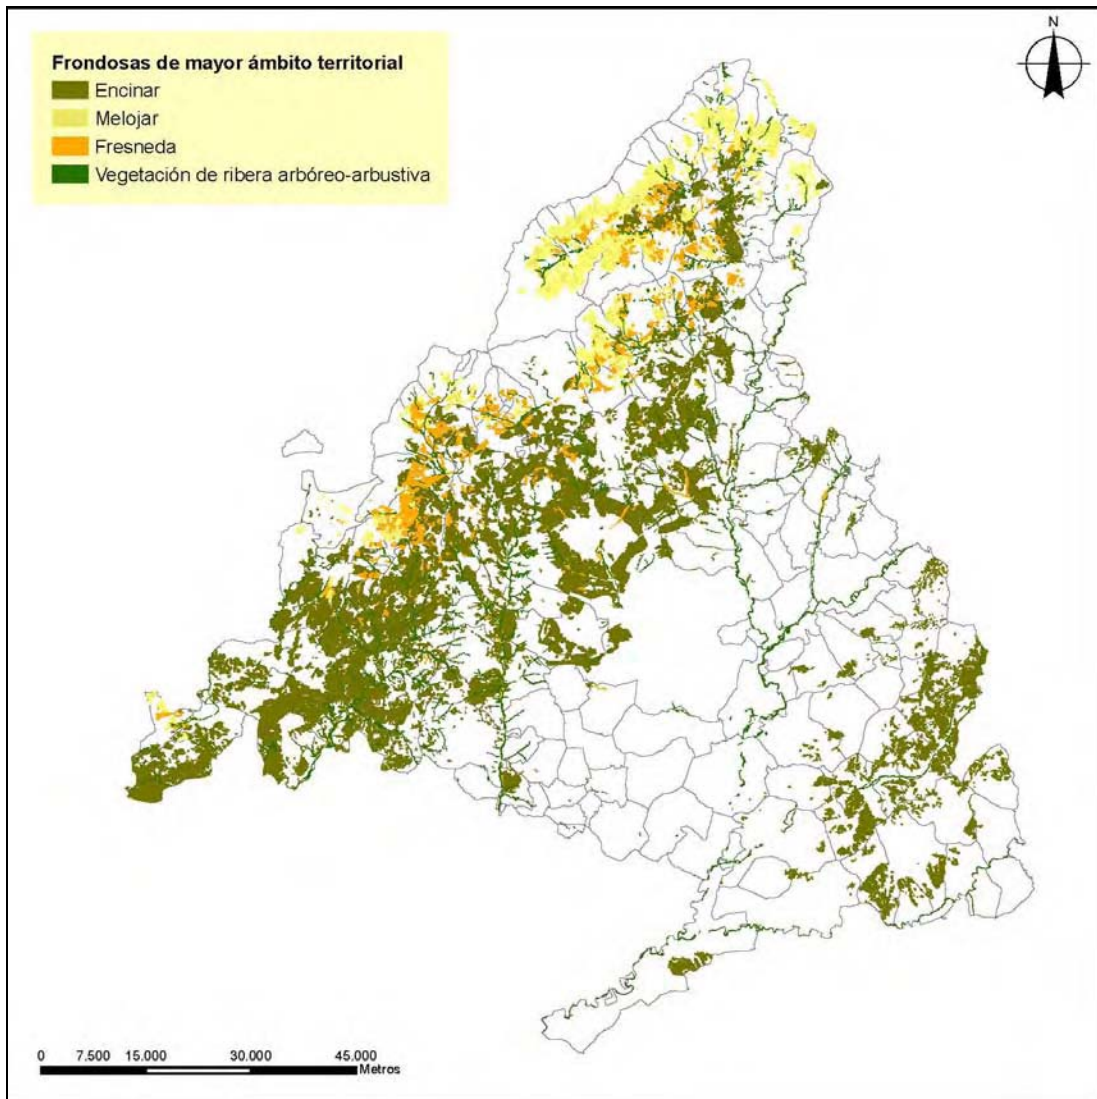 N
Frondosas de mayor ámbito territorial
Encinar
Melojar
Fresneda
Vegetación de ribera arbóreo-arbustiva
0 7.500 15.000 30.000 45.000
Metros